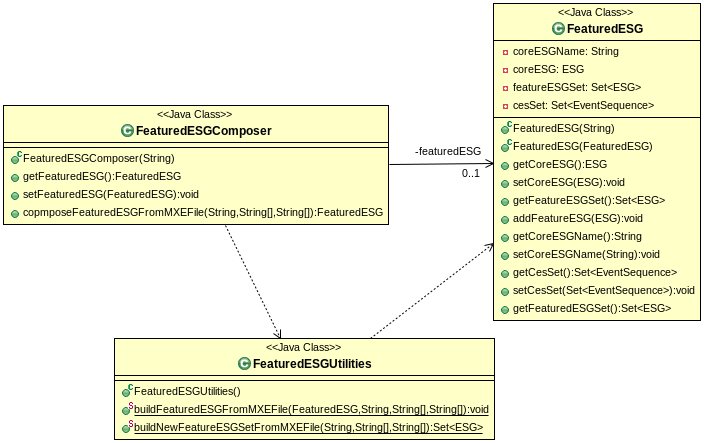 <<Java Class>>
FeaturedESG
coreESGName: String
coreESG: ESG
featureESGSet: Set<ESG>
cesSet: Set<EventSequence>
FeaturedESG(String)
FeaturedESG(FeaturedESG)
getCoreESG():ESG
setCoreESG(ESG):void
getFeatureESGSet():Set<ESG>
addFeatureESG(ESG):void
getCoreESGName():String
setCoreESGName(String):void
getCesSet():Set<EventSequence>
setCesSet(Set<EventSequence>):void
getFeaturedESGSet():Set<ESG>
<<Java Class>>
FeaturedESGComposer
FeaturedESGComposer(String)
getFeaturedESG():FeaturedESG
setFeaturedESG(FeaturedESG):void
copmposeFeaturedESGFromMXEFile(String,String[],String[]):FeaturedESG
-featuredESG
0..1
<<Java Class>>
FeaturedESGUtilities
FeaturedESGUtilities()
buildFeaturedESGFromMXEFile(FeaturedESG,String,String[],String[]):void
buildNewFeatureESGSetFromMXEFile(String,String[],String[]):Set<ESG>